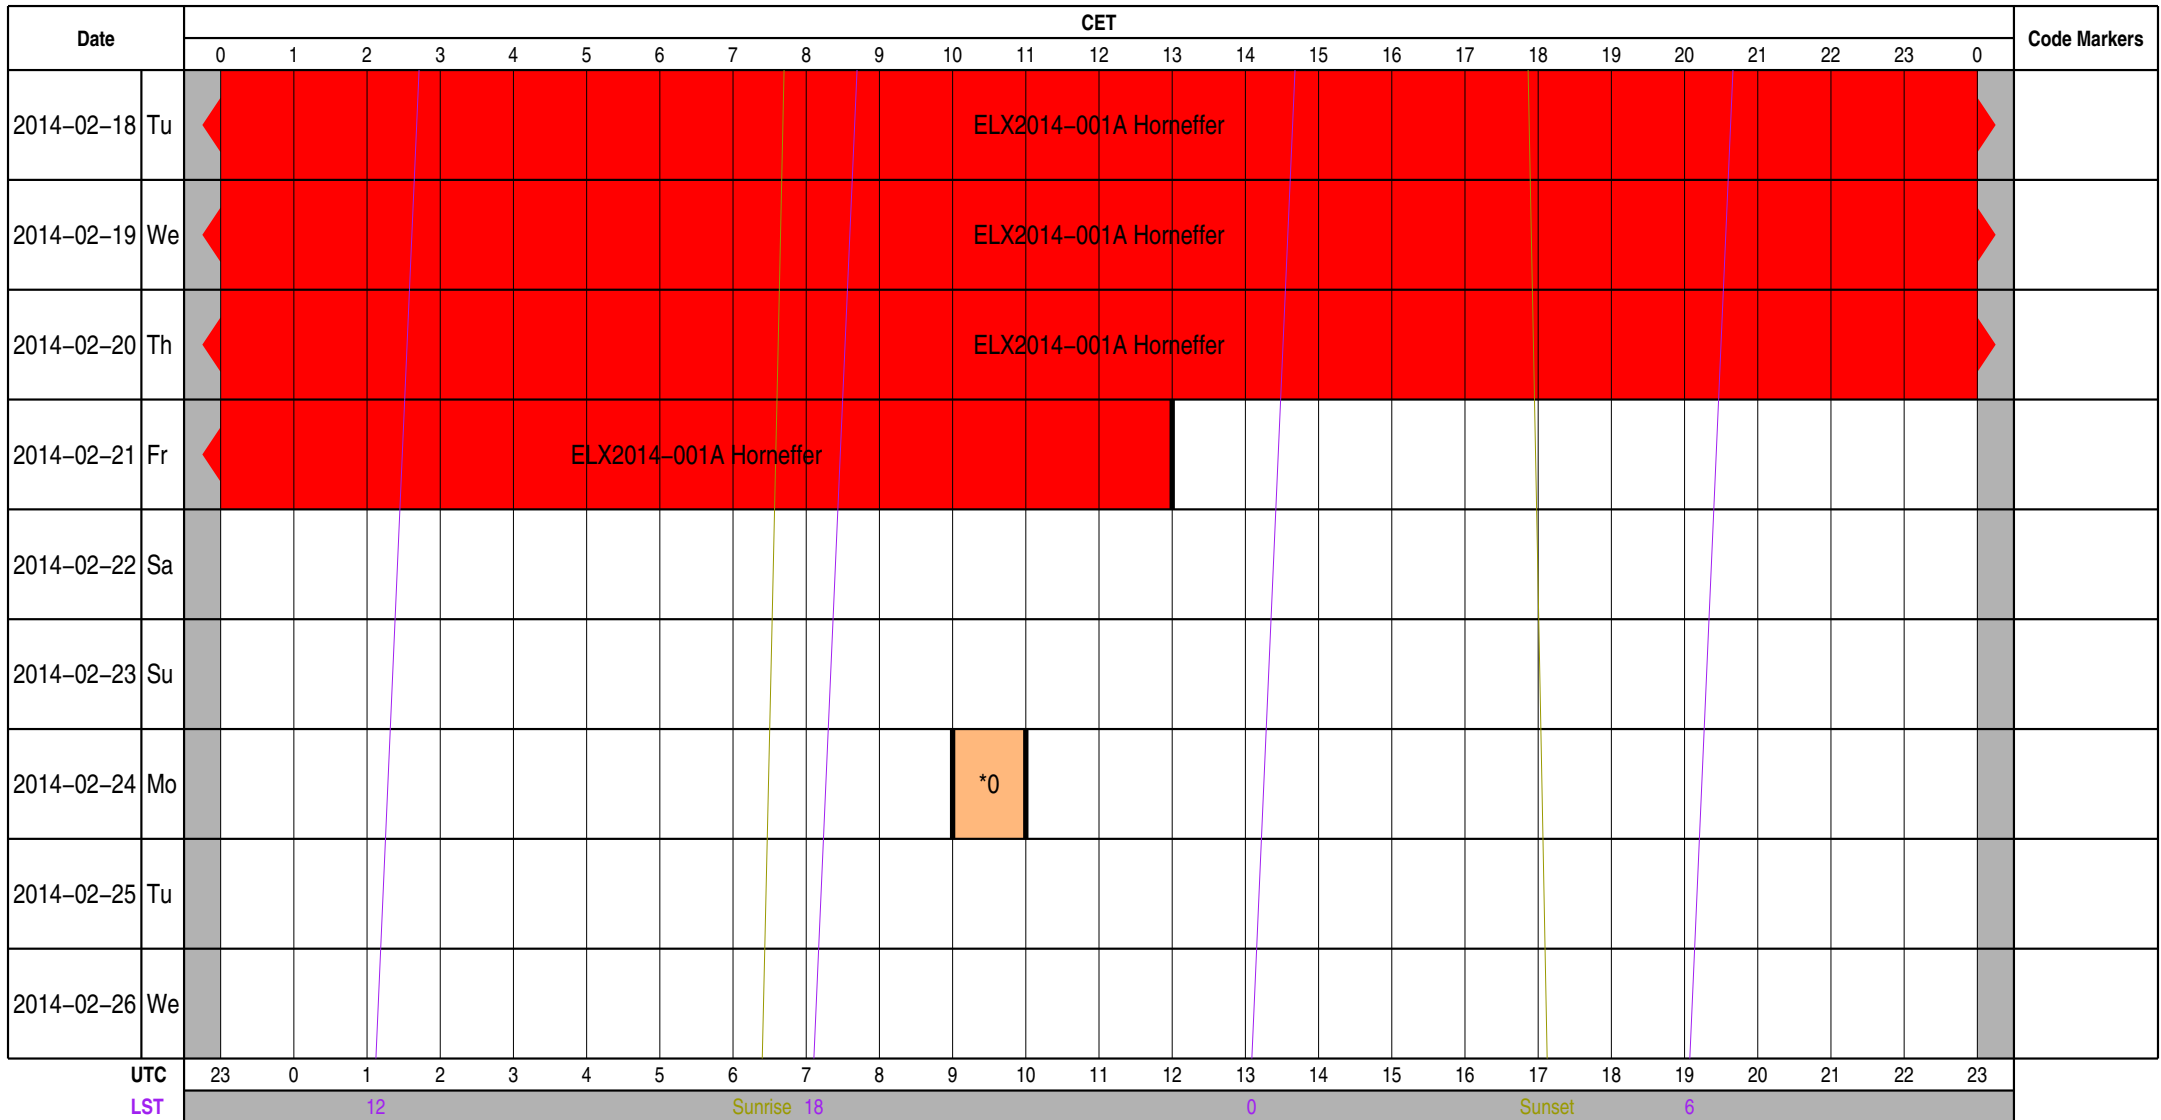 Date CET Code Markers
0 1 2 3 4 5 6 7 8 9 10 11 12 13 14 15 16 17 18 19 20 21 22 23 0
2014−02−18 Tu ELX2014−001A Horneffer
2014−02−19 We ELX2014−001A Horneffer
2014−02−20 Th ELX2014−001A Horneffer
2014−02−21 Fr ELX2014−001A Horneffer
2014−02−22 Sa
2014−02−23 Su
2014−02−24 Mo *0
2014−02−25 Tu
2014−02−26 We
UTC 23 0 1 2 3 4 5 6 7 8 9 10 11 12 13 14 15 16 17 18 19 20 21 22 23
LST 12 Sunrise 18 0 Sunset 6